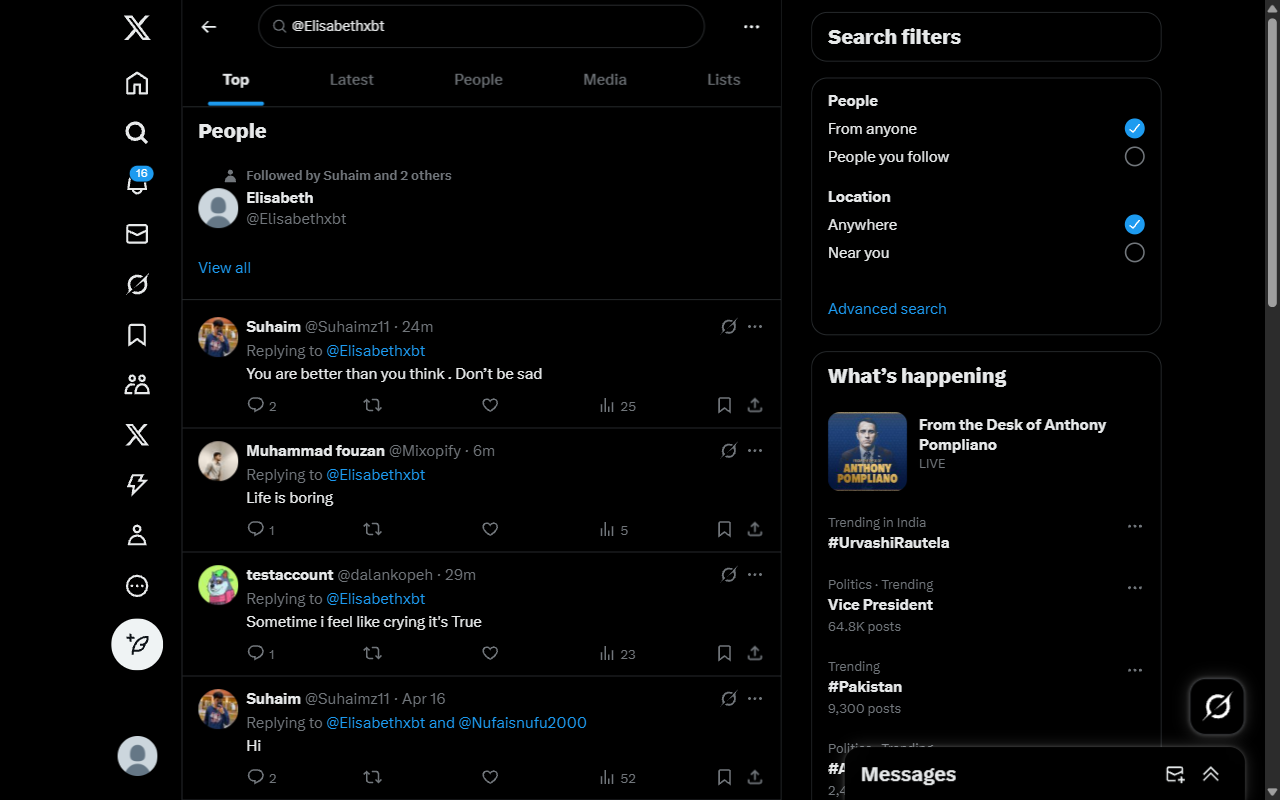 @Elisabethxbt
Top
Latest
People
Media
Lists
People
Followed by Suhaim and 2 others
Elisabeth
@Elisabethxbt
View all
Suhaim @Suhaimz11 · 24m
Replying to @Elisabethxbt
You are better than you think . Don’t be sad
2
25
Muhammad fouzan @Mixopify · 6m
Replying to @Elisabethxbt
Life is boring
1
5
testaccount @dalankopeh · 29m
Replying to @Elisabethxbt
Sometime i feel like crying it's True
1
23
Suhaim @Suhaimz11 · Apr 16
Replying to @Elisabethxbt and @Nufaisnufu2000
Hi
2
52
16
Search filters
People
From anyone
People you follow
Location
Anywhere
Near you
Advanced search
What’s happening
ANTHONY
POMPLIANO
From the Desk of Anthony
Pompliano
LIVE
Trending in India
#UrvashiRautela
Politics · Trending
Vice President
64.8K posts
Trending
#Pakistan
9,300 posts
Trending
Messages